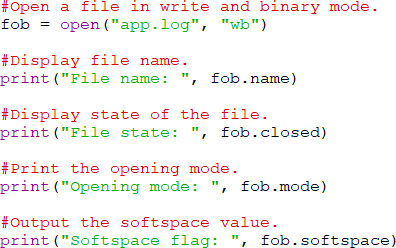 #Open a file in write and binary mode.
fob = open("app.log", "wb")
#Display file name.
print("File name: ", fob.name)
#Display state of the file.
print("File state: ", fob.closed)
#Print the opening mode.
print("Opening mode: ", fob.mode)
#Output the softspace value.
print("Softspace flag: ", fob.softspace)